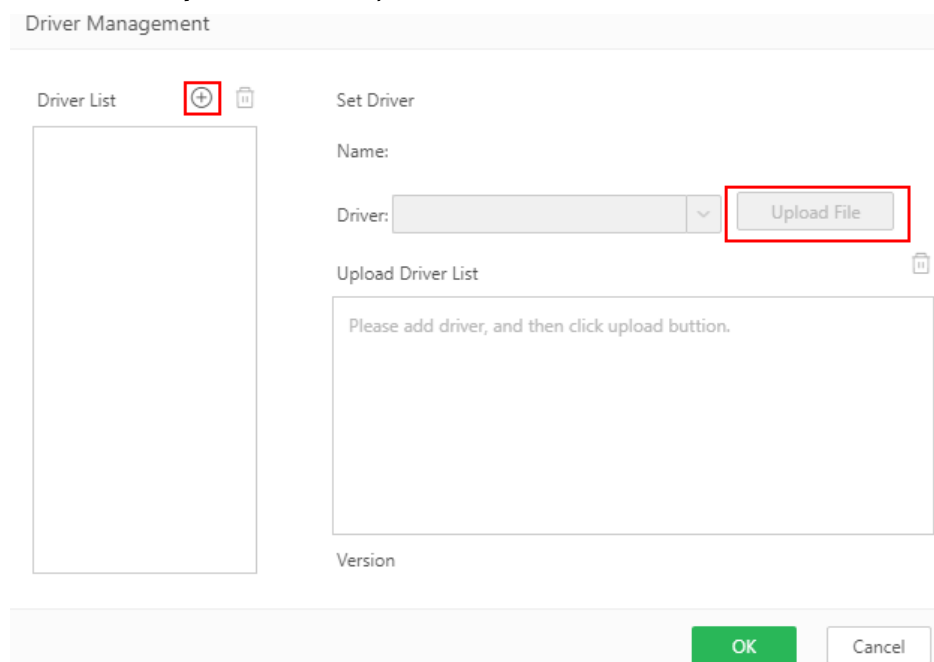 Driver Management
Driver List
Set Driver
Name:
Driver:
Upload File
Upload Driver List
Please add driver, and then click upload buttion.
Version
OK
Cancel